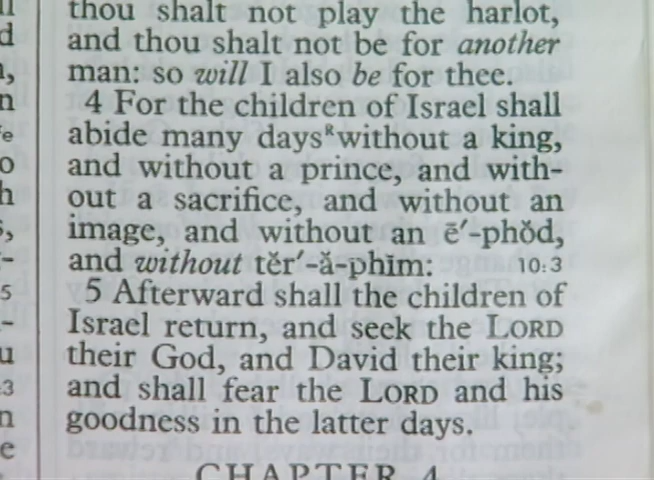 thou shalt not play the harlot,
and thou shalt not be for another
man: so will I also be for thee.
4 For the children of Israel shall
abide many daysᴿwithout a king,
and without a prince, and with-
out a sacrifice, and without an
image, and without an ē′-phŏd,
and without tĕr′-ă-phim: 10:3
5 Afterward shall the children of
Israel return, and seek the LORD
their God, and David their king;
and shall fear the LORD and his
goodness in the latter days.
CHAPTER 4